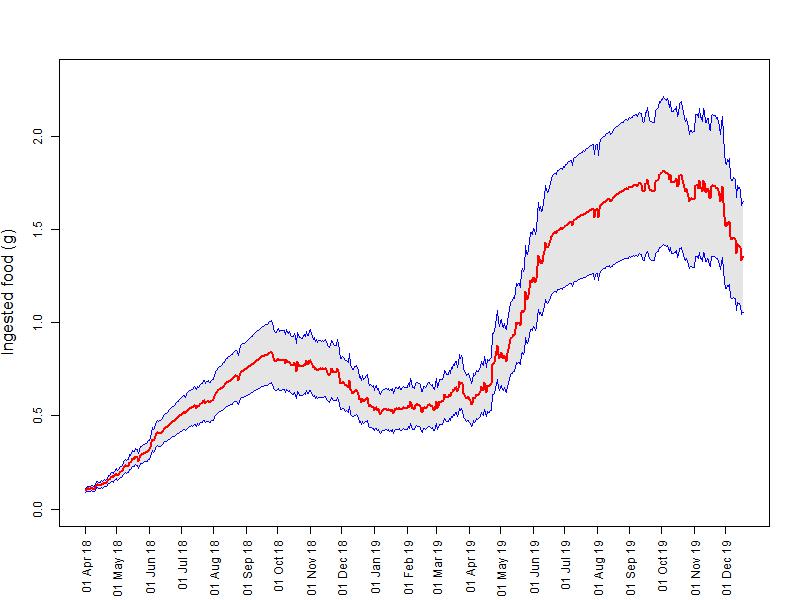 Ingested food (g)
2.0
1.5
1.0
0.5
0.0
01 Apr 18
01 May 18
01 Jun 18
01 Jul 18
01 Aug 18
01 Sep 18
01 Oct 18
01 Nov 18
01 Dec 18
01 Jan 19
01 Feb 19
01 Mar 19
01 Apr 19
01 May 19
01 Jun 19
01 Jul 19
01 Aug 19
01 Sep 19
01 Oct 19
01 Nov 19
01 Dec 19